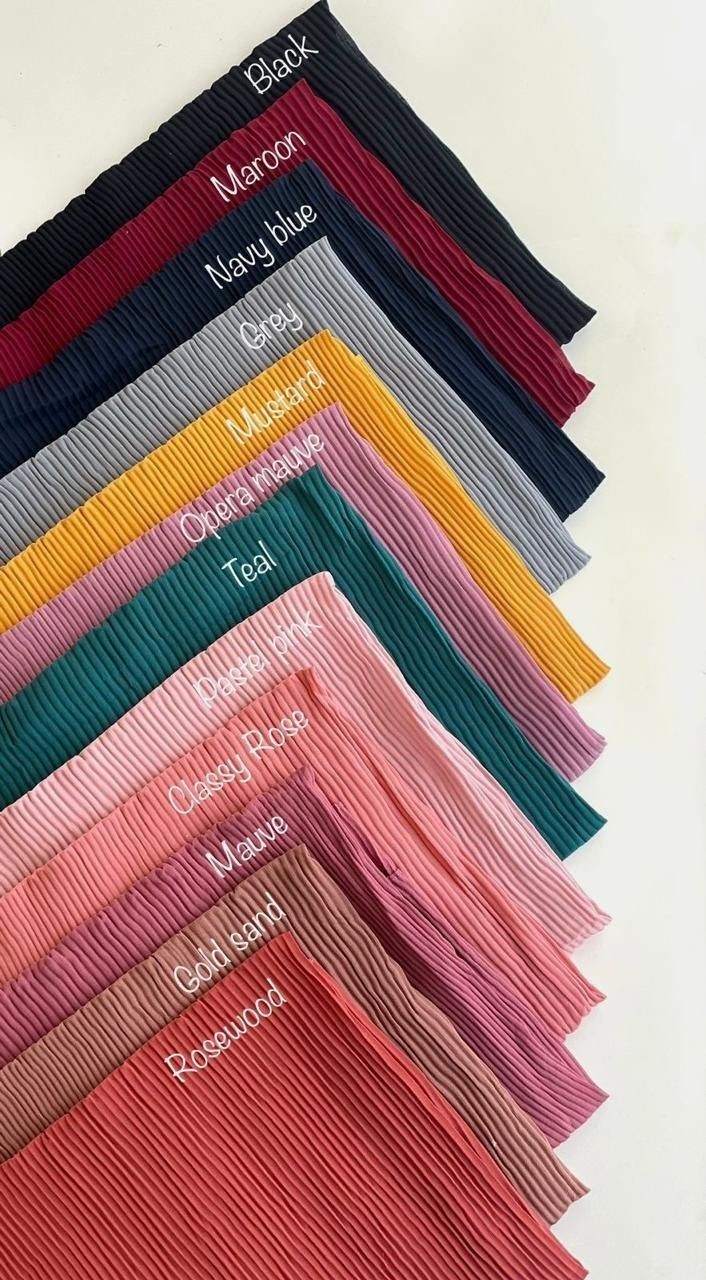 Black
Maroon
Navy blue
Grey
Mustard
Opera mauve
Teal
Pastel pink
Classy Rose
Mauve
Gold sand
Rosewood